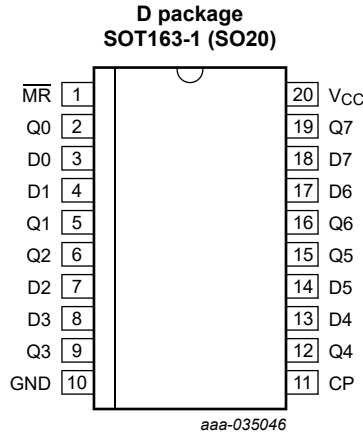 D package
SOT163-1 (SO20)
MR 1 20 VCC
Q0 2 19 Q7
D0 3 18 D7
D1 4 17 D6
Q1 5 16 Q6
Q2 6 15 Q5
D2 7 14 D5
D3 8 13 D4
Q3 9 12 Q4
GND 10 11 CP
aaa-035046